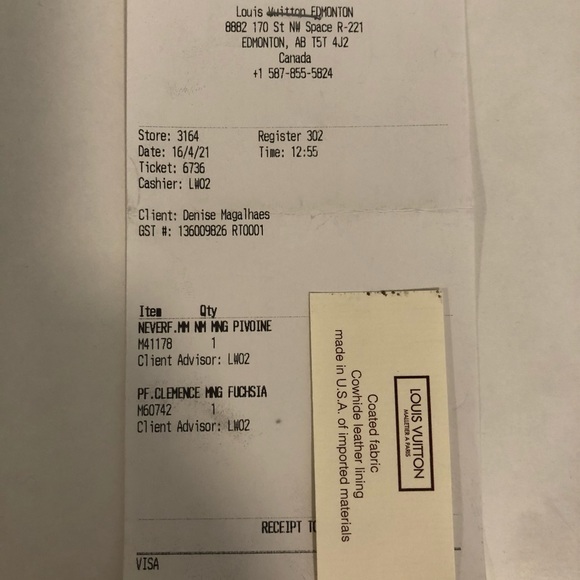 Louis Vuitton EDMONTON
8882 170 St NW Space R-221
EDMONTON, AB T5T 4J2
Canada
+1 587-855-5824
Store: 3164 Register 302
Date: 16/4/21 Time: 12:55
Ticket: 6736
Cashier: LW02
Client: Denise Magalhaes
GST #: 136009826 RT0001
Item Qty
NEVERF.MM NM MNG PIVOINE
M41178 1
Client Advisor: LW02
PF.CLEMENCE MNG FUCHSIA
M60742 1
Client Advisor: LW02
RECEIPT TO
VISA
LOUIS VUITTON
MALLETIER A PARIS
Coated fabric
Cowhide leather lining
made in U.S.A. of imported materials